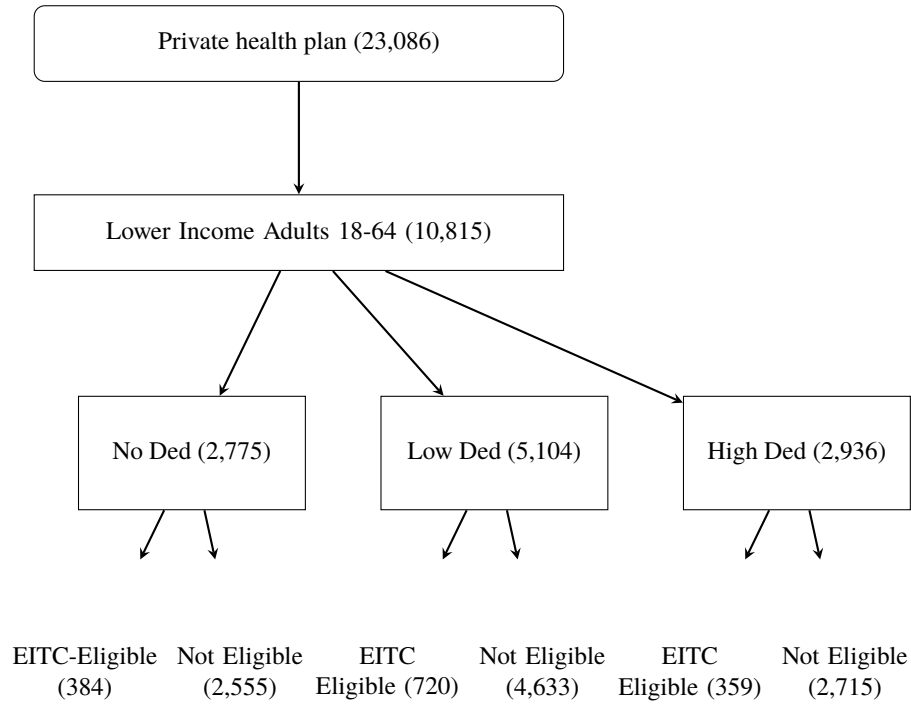 Private health plan (23,086)
Lower Income Adults 18-64 (10,815)
No Ded (2,775)
Low Ded (5,104)
High Ded (2,936)
EITC-Eligible
(384)
Not Eligible
(2,555)
EITC
Eligible (720)
Not Eligible
(4,633)
EITC
Eligible (359)
Not Eligible
(2,715)